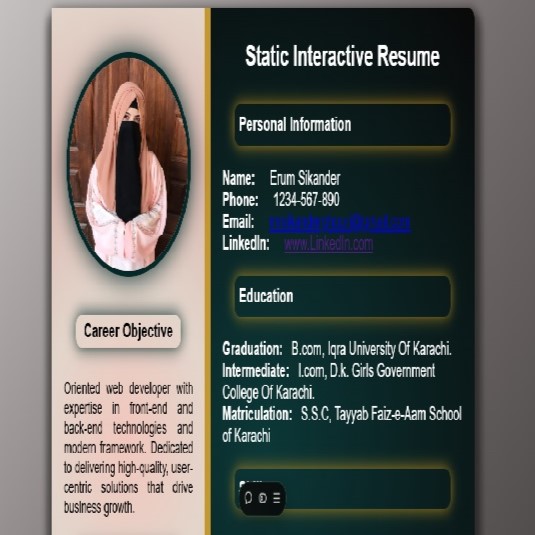 Static Interactive Resume
Personal Information
Name: Erum Sikander
Phone: 1234-567-890
Email:
LinkedIn: www.LinkedIn.com
Education
Graduation: B.com, Iqra University Of Karachi.
Intermediate: I.com, D.k. Girls Government
College Of Karachi.
Matriculation: S.S.C, Tayyab Faiz-e-Aam School
of Karachi
Career Objective
Oriented web developer with
expertise in front-end and
back-end technologies and
modern framework. Dedicated
to delivering high-quality, user-
centric solutions that drive
business growth.